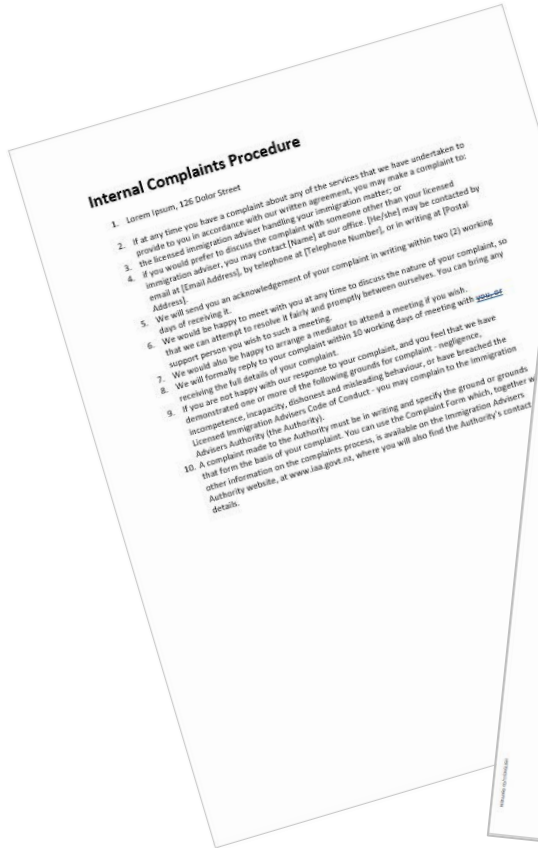 Internal Complaints Procedure
1. Lorem Ipsum, 126 Dolor Street
2. If at any time you have a complaint about any of the services that we have undertaken to
provide to you in accordance with our written agreement, you may make a complaint to:
3. the licensed immigration adviser handling your immigration matter; or
4. if you would prefer to discuss the complaint with someone other than your licensed
immigration adviser, you may contact [Name] at our office. [He/she] may be contacted by
email at [Email Address], by telephone at [Telephone Number], or in writing at [Postal
Address].
5. We will send you an acknowledgement of your complaint in writing within two (2) working
days of receiving it.
6. We would be happy to meet with you at any time to discuss the nature of your complaint, so
that we can attempt to resolve it fairly and promptly between ourselves. You can bring any
support person you wish to such a meeting.
7. We would also be happy to arrange a mediator to attend a meeting if you wish.
8. We will formally reply to your complaint within 10 working days of meeting with you, or
receiving the full details of your complaint.
9. If you are not happy with our response to your complaint, and you feel that we have
demonstrated one or more of the following grounds for complaint - negligence,
incompetence, incapacity, dishonest and misleading behaviour, or have breached the
Licensed Immigration Advisers Code of Conduct - you may complain to the Immigration
Advisers Authority (the Authority).
10. A complaint made to the Authority must be in writing and specify the ground or grounds
that form the basis of your complaint. You can use the Complaint Form which, together w
other information on the complaints process, is available on the Immigration Advisers
Authority website, at www.iaa.govt.nz, where you will also find the Authority's contact
details.